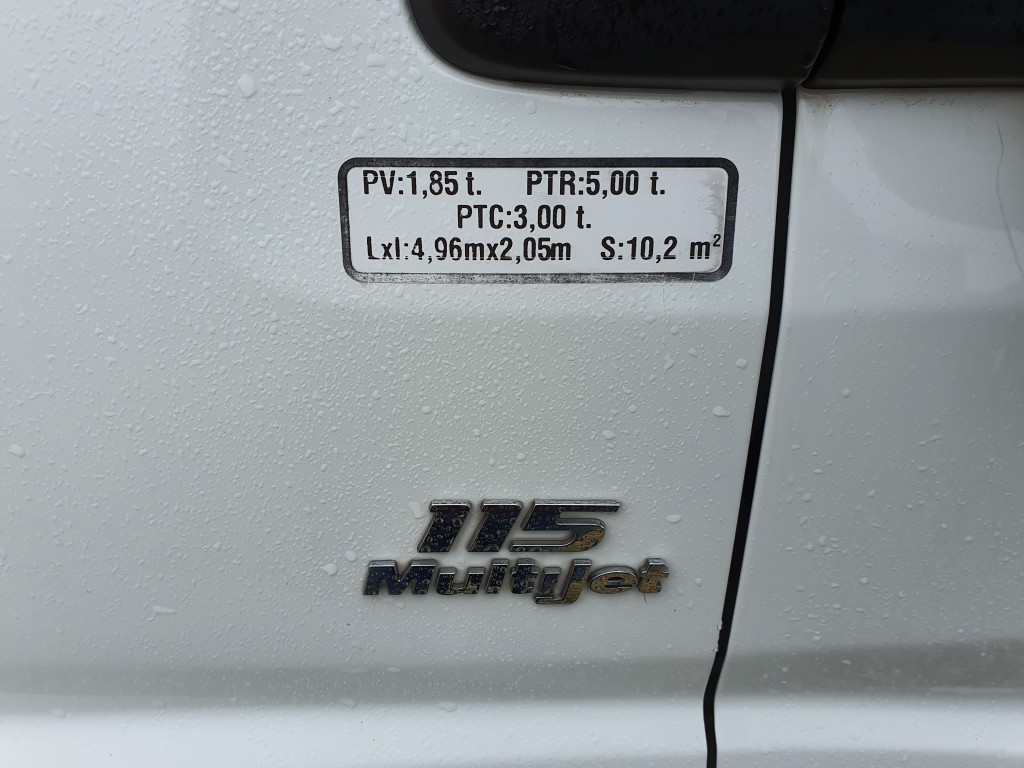 PV:1,85 t. PTR:5,00 t.
PTC:3,00 t.
Lxl:4,96mx2,05m S:10,2 m²
115
MultiJet